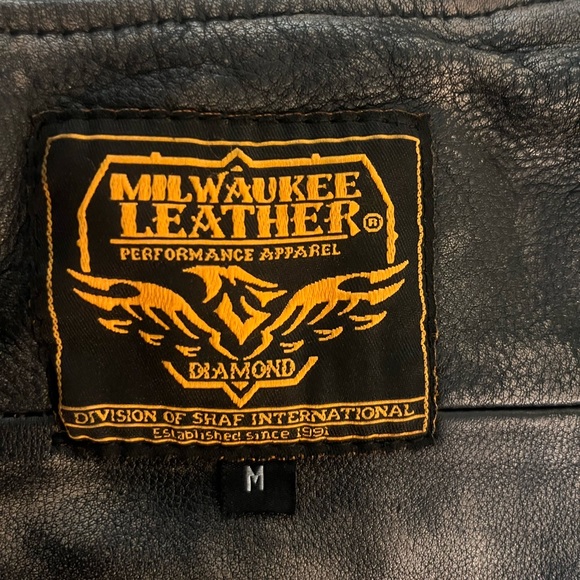 MILWAUKEE
LEATHER®
PERFORMANCE APPAREL
DIAMOND
DIVISION OF SHAF INTERNATIONAL
Established since 1991
M